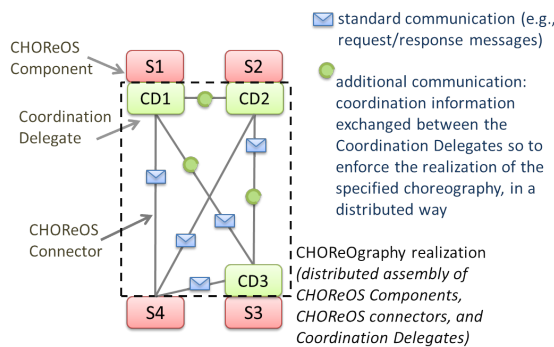 CHOReOS
Component
S1
S2
CD1
CD2
Coordination
Delegate
CHOReOS
Connector
CD3
S4
S3
standard communication (e.g.,
request/response messages)
additional communication:
coordination information
exchanged between the
Coordination Delegates so to
enforce the realization of the
specified choreography, in a
distributed way
CHOReOgraphy realization
(distributed assembly of
CHOReOS Components,
CHOReOS connectors, and
Coordination Delegates)